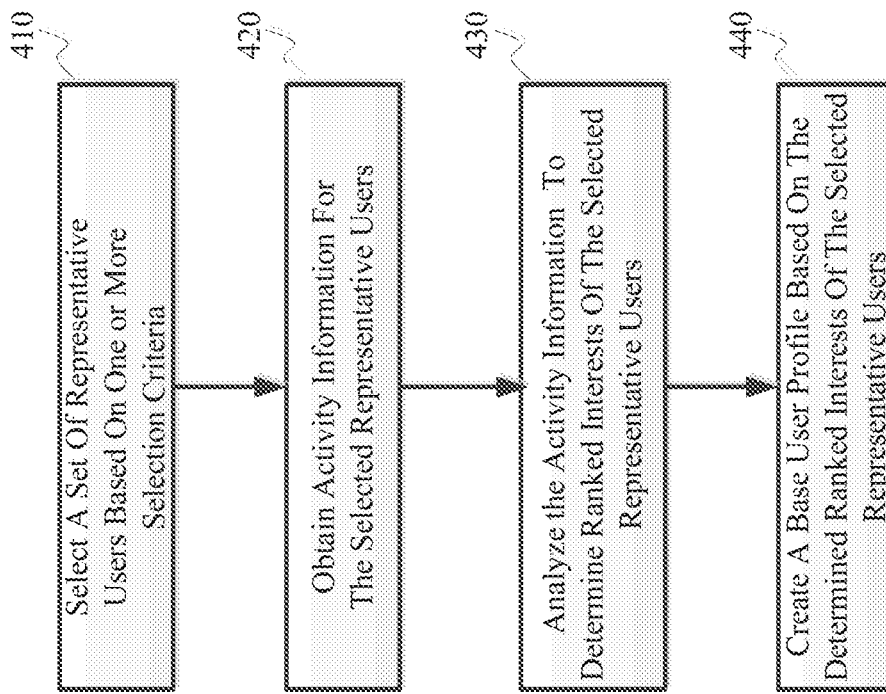 410
Select A Set Of Representative
Users Based On One or More
Selection Criteria
420
Obtain Activity Information For
The Selected Representative Users
430
Analyze the Activity Information To
Determine Ranked Interests Of The Selected
Representative Users
440
Create A Base User Profile Based On The
Determined Ranked Interests Of The Selected
Representative Users